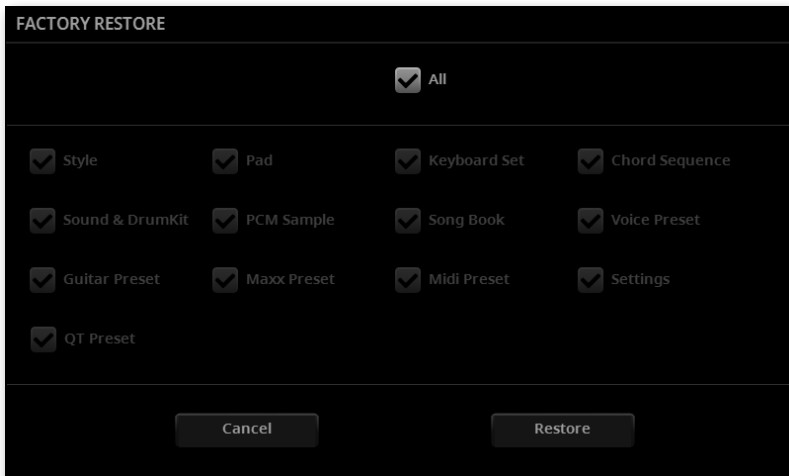 FACTORY RESTORE
All
Style Pad Keyboard Set Chord Sequence
Sound & DrumKit PCM Sample Song Book Voice Preset
Guitar Preset Maxx Preset Midi Preset Settings
QT Preset
Cancel Restore